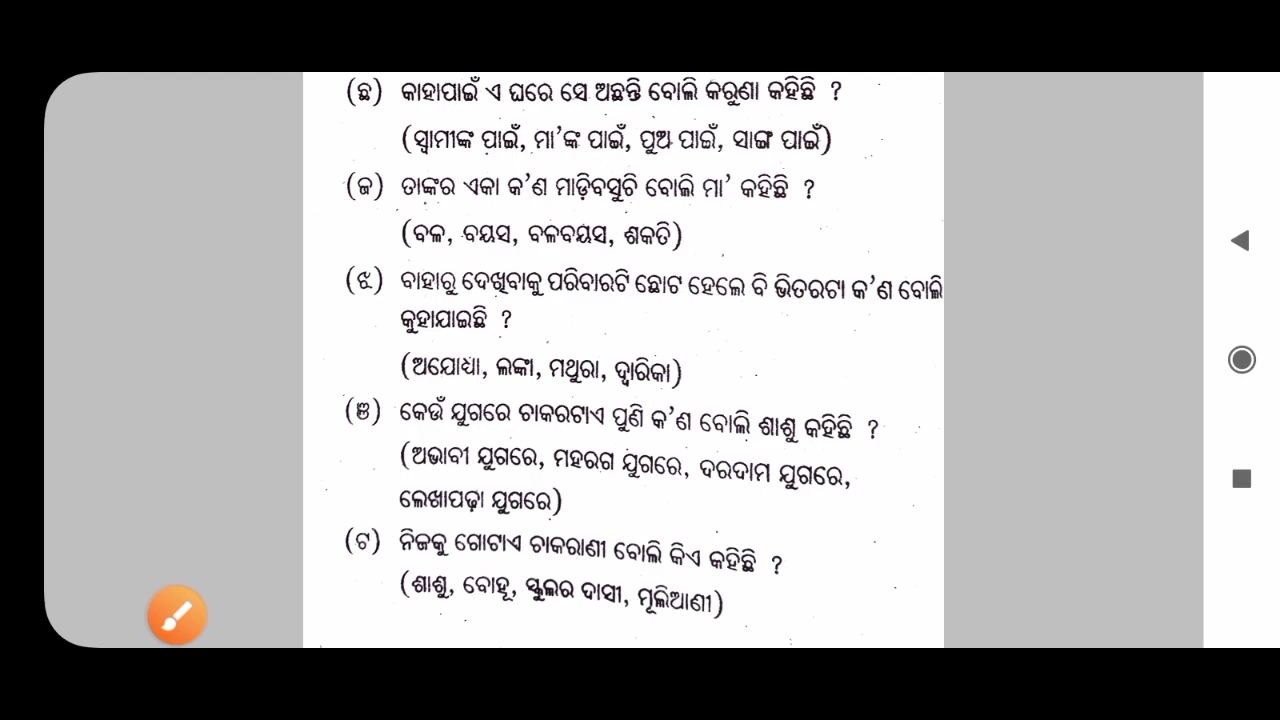 (ଛ) କାହାପାଇଁ ଏ ଘରେ ସେ ଅଛନ୍ତି ବୋଲି କରୁଣା କହିଛି ?
(ସ୍ୱାମୀଙ୍କ ପାଇଁ, ମା’ଙ୍କ ପାଇଁ, ପୁଅ ପାଇଁ, ସାଙ୍ଗ ପାଇଁ)
(ଜ) ତାଙ୍କର ଏକା କ’ଣ ମାଡ଼ିବସୁଚି ବୋଲି ମା’ କହିଛି ?
(ବଳ, ବୟସ, ବଳବୟସ, ଶକତି)
(ଝ) ବାହାରୁ ଦେଖିବାକୁ ପରିବାରଟି ଛୋଟ ହେଲେ ବି ଭିତରଟା କ’ଣ ବୋଲି
କୁହାଯାଇଛି ?
(ଅଯୋଧ୍ୟା, ଲଙ୍କା, ମଥୁରା, ଦ୍ୱାରିକା)
(ଞ) କେଉଁ ଯୁଗରେ ଚାକରଟାଏ ପୁଣି କ’ଣ ବୋଲି ଶାଶୁ କହିଛି ?
(ଅଭାବୀ ଯୁଗରେ, ମହରଗ ଯୁଗରେ, ଦରଦାମ ଯୁଗରେ,
ଲେଖାପଢ଼ା ଯୁଗରେ)
(ଟ) ନିଜକୁ ଗୋଟାଏ ଚାକରାଣୀ ବୋଲି କିଏ କହିଛି ?
(ଶାଶୁ, ବୋହୂ, ସ୍କୁଲର ଦାସୀ, ମୂଲିଆଣୀ)